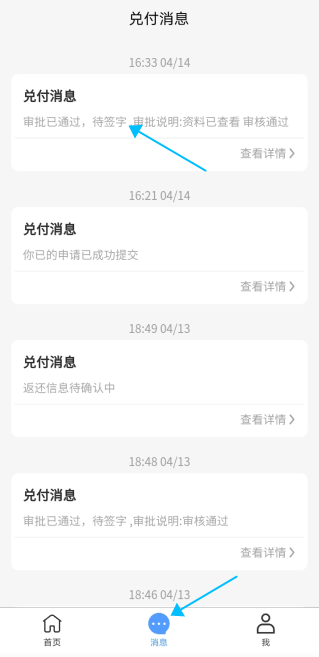 兑付消息
16:33 04/14
兑付消息
审批已通过，待签字 ,审批说明:资料已查看 审核通过
查看详情
16:21 04/14
兑付消息
你已的申请已成功提交
查看详情
18:49 04/13
兑付消息
返还信息待确认中
查看详情
18:48 04/13
兑付消息
审批已通过，待签字 ,审批说明:审核通过
查看详情
18:46 04/13
首页
消息
我